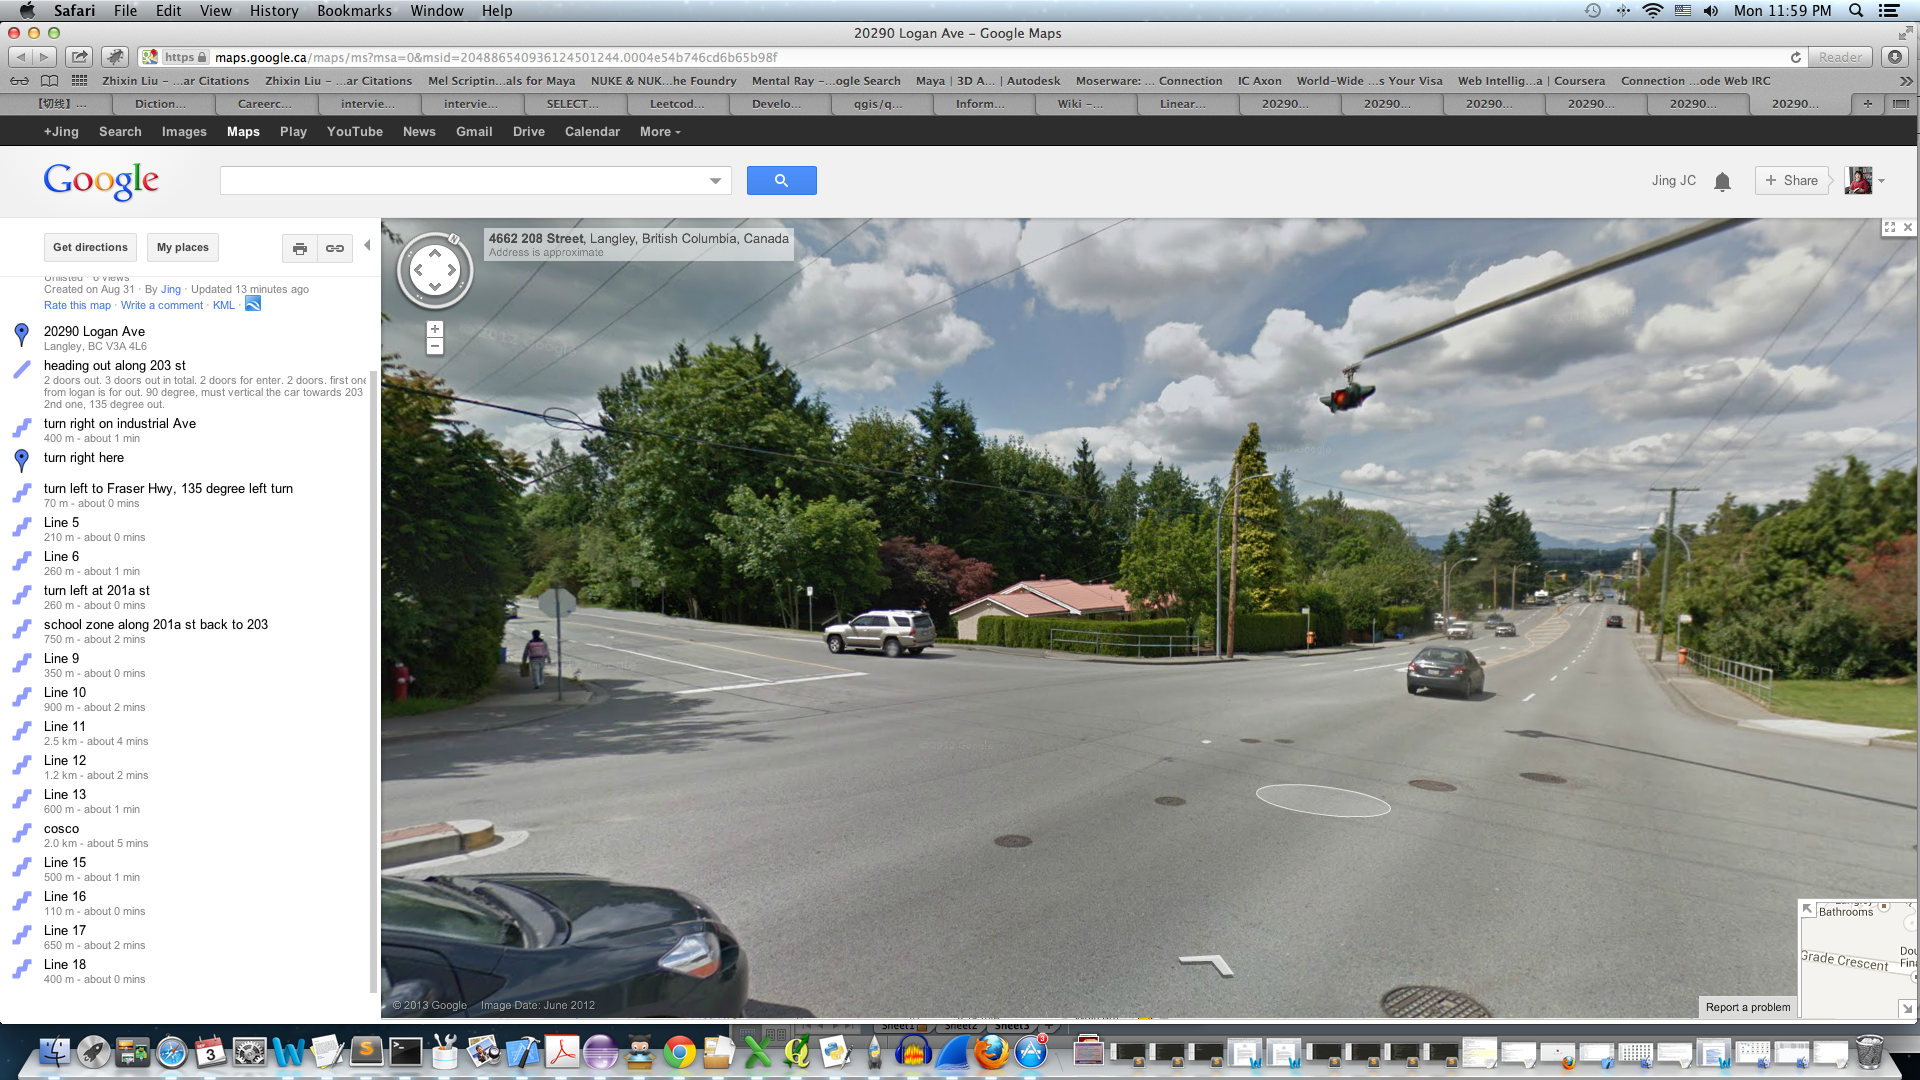 Safari File Edit View History Bookmarks Window Help Mon 11:59 PM
20290 Logan Ave - Google Maps
https maps.google.ca/maps/ms?msa=0&msid=204886540936124501244.0004e54b746cd6b65b98f Reader
Zhixin Liu - ...ar Citations Zhixin Liu - ...ar Citations Mel Scriptin...als for Maya NUKE & NUK...he Foundry Mental Ray -...ogle Search Maya | 3D A... | Autodesk Moserware: ... Connection IC Axon World-Wide ...s Your Visa Web Intellig...a | Coursera Connection ...ode Web IRC
【切线】... Diction... Careerc... intervie... intervie... SELECT... Leetcod... Develo... qgis/q... Inform... Wiki -... Linear... 20290... 20290... 20290... 20290... 20290... 20290...
+Jing Search Images Maps Play YouTube News Gmail Drive Calendar More
Google
Jing JC + Share
Get directions My places
Unlisted · 6 views
Created on Aug 31 · By Jing · Updated 13 minutes ago
Rate this map · Write a comment · KML ·
20290 Logan Ave
Langley, BC V3A 4L6
heading out along 203 st
2 doors out. 3 doors out in total. 2 doors for enter. 2 doors. first one
from logan is for out. 90 degree, must vertical the car towards 203
2nd one, 135 degree out.
turn right on industrial Ave
400 m - about 1 min
turn right here
turn left to Fraser Hwy, 135 degree left turn
70 m - about 0 mins
Line 5
210 m - about 0 mins
Line 6
260 m - about 1 min
turn left at 201a st
260 m - about 0 mins
school zone along 201a st back to 203
750 m - about 2 mins
Line 9
350 m - about 0 mins
Line 10
900 m - about 2 mins
Line 11
2.5 km - about 4 mins
Line 12
1.2 km - about 2 mins
Line 13
600 m - about 1 min
cosco
2.0 km - about 5 mins
Line 15
500 m - about 1 min
Line 16
110 m - about 0 mins
Line 17
650 m - about 2 mins
Line 18
400 m - about 0 mins
4662 208 Street, Langley, British Columbia, Canada
Address is approximate
N
© 2013 Google Image Date: June 2012
Bathrooms
Grade Crescent
Report a problem
Sheet1 Sheet2 Sheet3
3
3